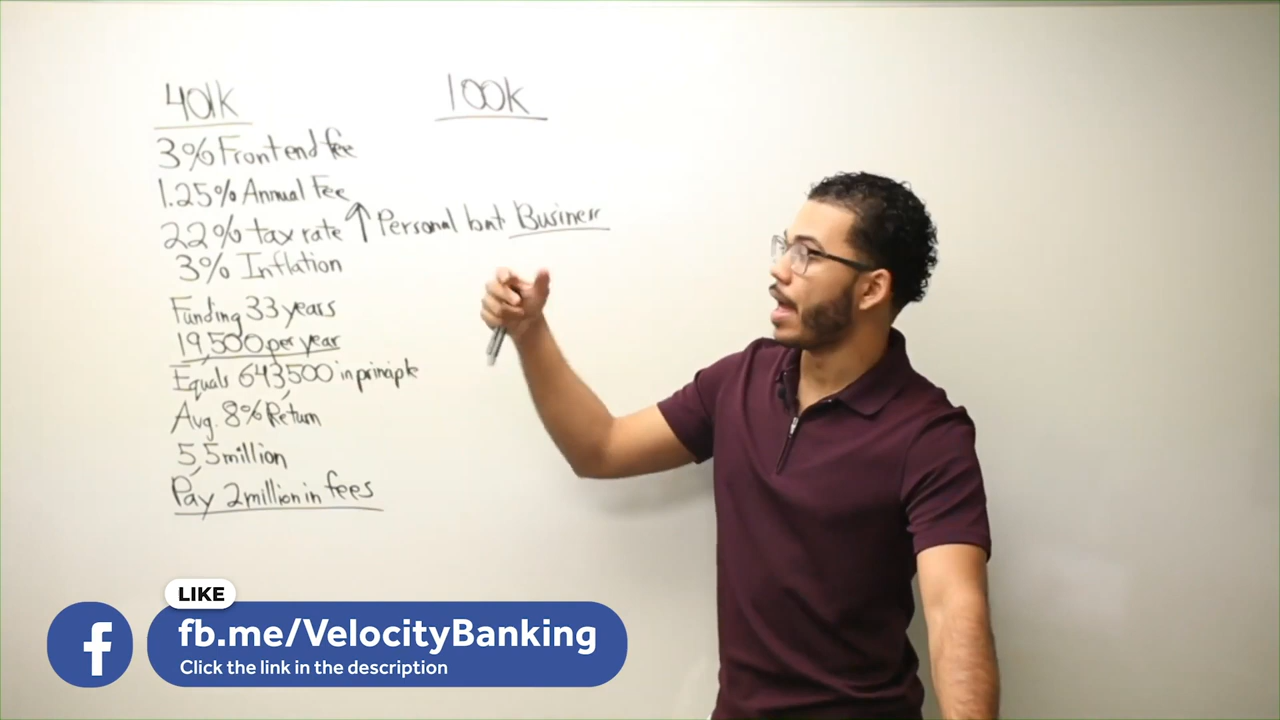 401k
3% Front end fee
1.25% Annual Fee
22% tax rate ↑ Personal but Business
3% Inflation
Funding 33 years
19,500 per year
Equals 643,500 in principle
Avg. 8% Return
5,5 million
Pay 2 million in fees
100k
LIKE
fb.me/VelocityBanking
Click the link in the description